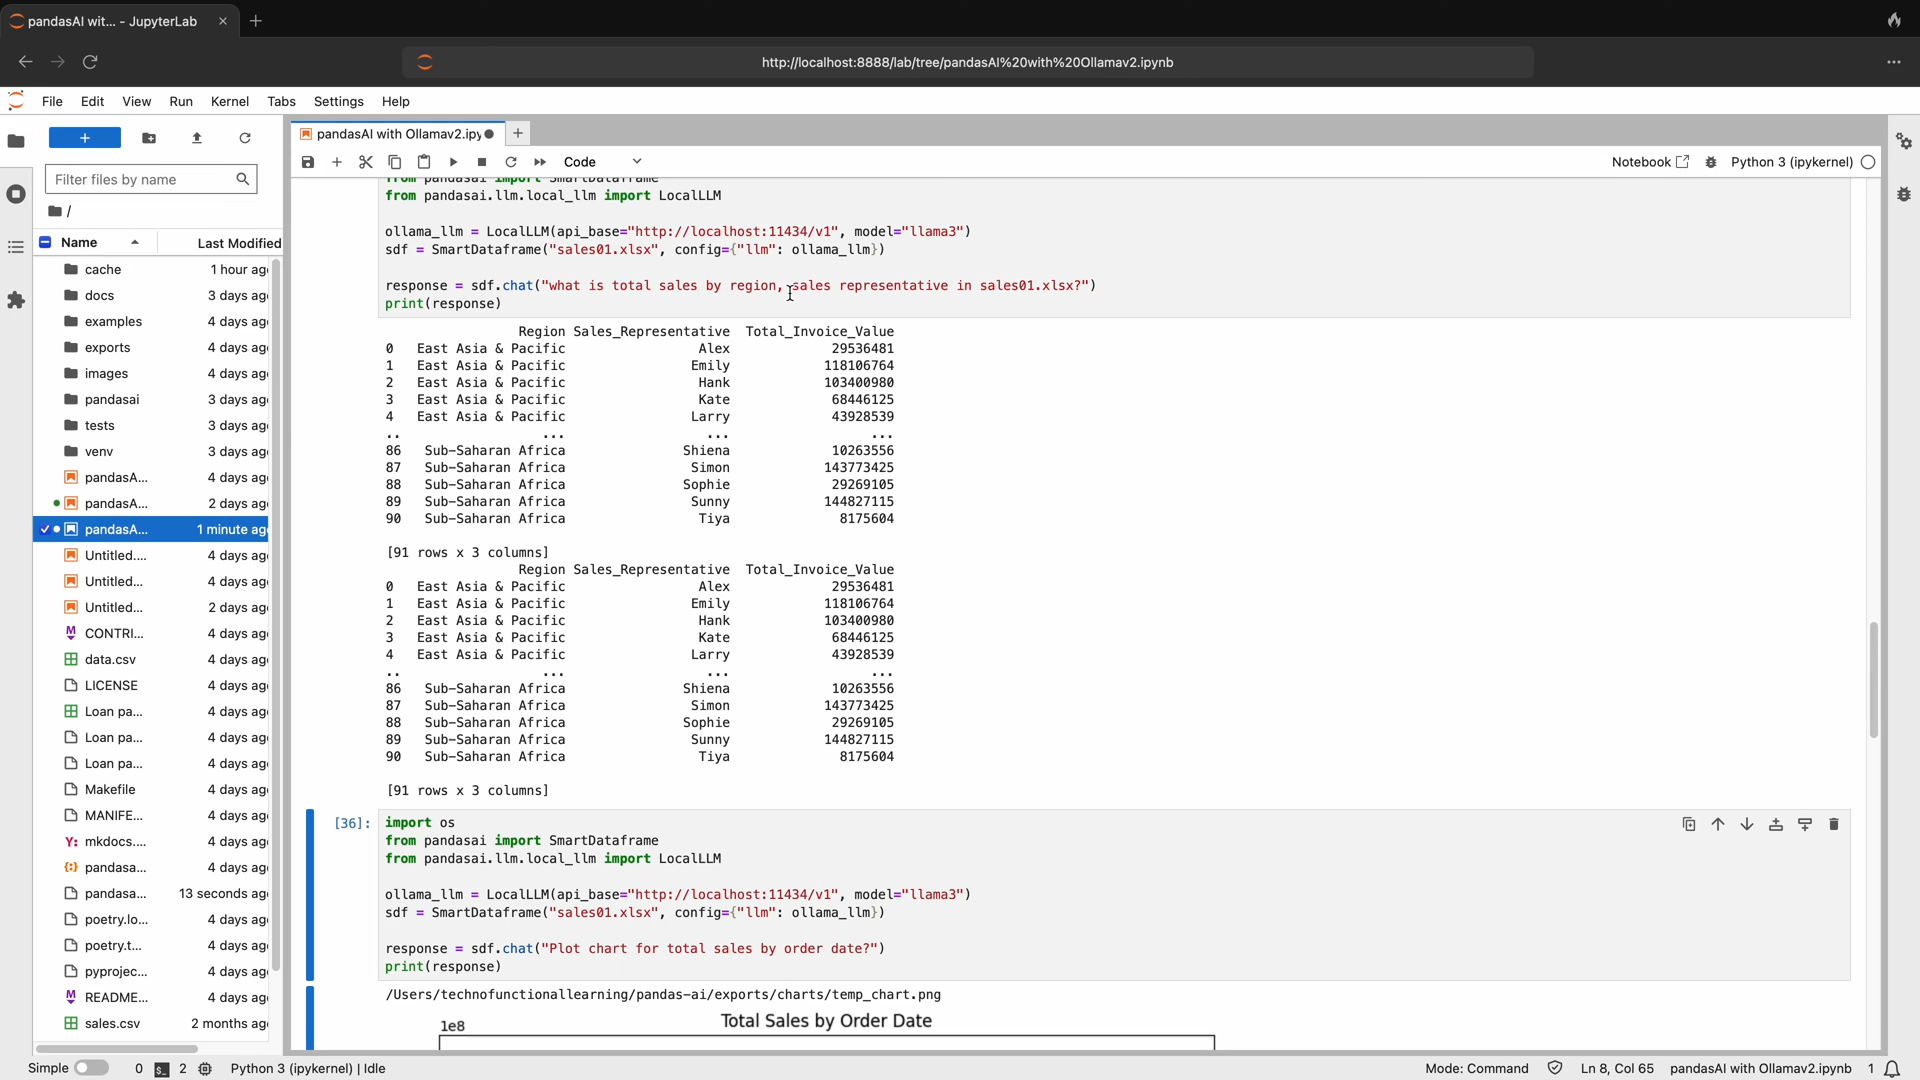 pandasAI wit... - JupyterLab
http://localhost:8888/lab/tree/pandasAI%20with%20Ollamav2.ipynb
File Edit View Run Kernel Tabs Settings Help
pandasAI with Ollamav2.ipy
Code
Notebook
Python 3 (ipykernel)
Filter files by name
/
Name Last Modified
cache 1 hour ag
docs 3 days ag
examples 4 days ag
exports 4 days ag
images 4 days ag
pandasai 3 days ag
tests 3 days ag
venv 3 days ag
pandasA... 4 days ag
pandasA... 2 days ag
pandasA... 1 minute ag
Untitled.... 4 days ag
Untitled... 4 days ag
Untitled... 2 days ag
CONTRI... 4 days ag
data.csv 4 days ag
LICENSE 4 days ag
Loan pa... 4 days ag
Loan pa... 4 days ag
Loan pa... 4 days ag
Makefile 4 days ag
MANIFE... 4 days ag
mkdocs.... 4 days ag
pandasa... 4 days ag
pandasa... 13 seconds ag
poetry.lo... 4 days ag
poetry.t... 4 days ag
pyprojec... 4 days ag
README... 4 days ag
sales.csv 2 months ag
from pandasai import SmartDataframe
from pandasai.llm.local_llm import LocalLLM
ollama_llm = LocalLLM(api_base="http://localhost:11434/v1", model="llama3")
sdf = SmartDataframe("sales01.xlsx", config={"llm": ollama_llm})
response = sdf.chat("what is total sales by region, sales representative in sales01.xlsx?")
print(response)
Region Sales_Representative Total_Invoice_Value
0 East Asia & Pacific Alex 29536481
1 East Asia & Pacific Emily 118106764
2 East Asia & Pacific Hank 103400980
3 East Asia & Pacific Kate 68446125
4 East Asia & Pacific Larry 43928539
.. ... ... ...
86 Sub-Saharan Africa Shiena 10263556
87 Sub-Saharan Africa Simon 143773425
88 Sub-Saharan Africa Sophie 29269105
89 Sub-Saharan Africa Sunny 144827115
90 Sub-Saharan Africa Tiya 8175604
[91 rows x 3 columns]
Region Sales_Representative Total_Invoice_Value
0 East Asia & Pacific Alex 29536481
1 East Asia & Pacific Emily 118106764
2 East Asia & Pacific Hank 103400980
3 East Asia & Pacific Kate 68446125
4 East Asia & Pacific Larry 43928539
.. ... ... ...
86 Sub-Saharan Africa Shiena 10263556
87 Sub-Saharan Africa Simon 143773425
88 Sub-Saharan Africa Sophie 29269105
89 Sub-Saharan Africa Sunny 144827115
90 Sub-Saharan Africa Tiya 8175604
[91 rows x 3 columns]
[36]: import os
from pandasai import SmartDataframe
from pandasai.llm.local_llm import LocalLLM
ollama_llm = LocalLLM(api_base="http://localhost:11434/v1", model="llama3")
sdf = SmartDataframe("sales01.xlsx", config={"llm": ollama_llm})
response = sdf.chat("Plot chart for total sales by order date?")
print(response)
/Users/technofunctionallearning/pandas-ai/exports/charts/temp_chart.png
Total Sales by Order Date
1e8
Simple 0 2 Python 3 (ipykernel) | Idle Mode: Command Ln 8, Col 65 pandasAI with Ollamav2.ipynb 1